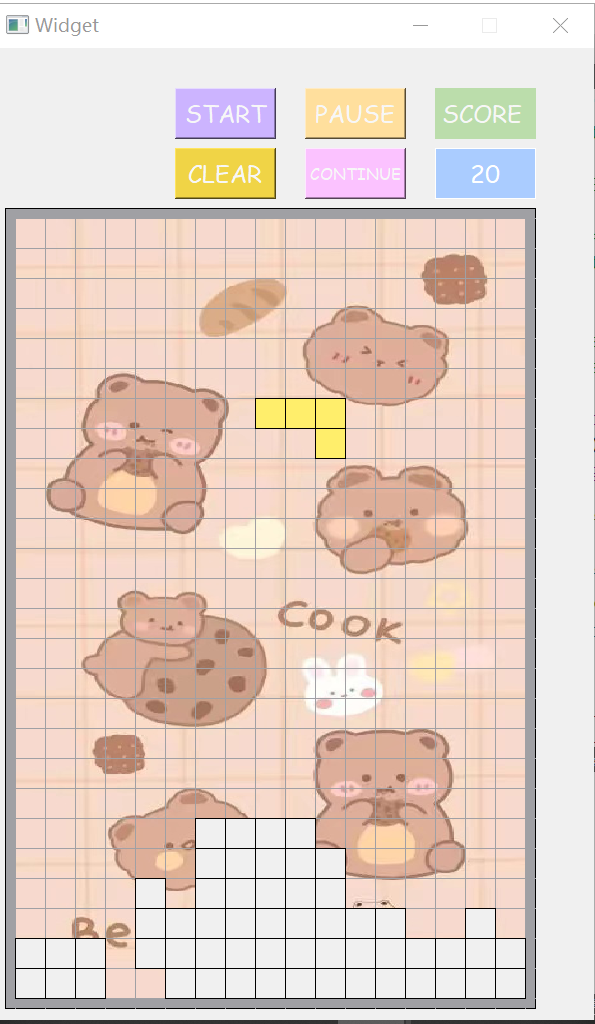 Widget
START PAUSE SCORE
CLEAR CONTINUE 20
Cook
Be